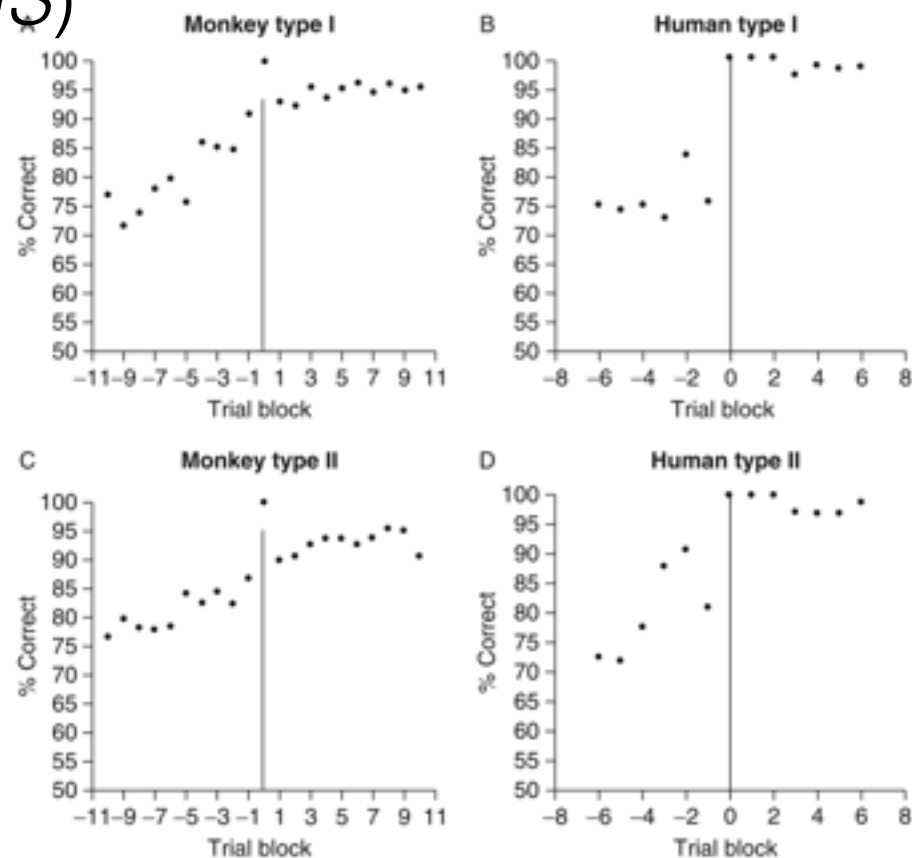 A Monkey type I
100
95
90
85
80
75
70
65
60
55
50
% Correct
–11 –9 –7 –5 –3 –1 1 3 5 7 9 11
Trial block
B Human type I
100
95
90
85
80
75
70
65
60
55
50
% Correct
–8 –6 –4 –2 0 2 4 6 8
Trial block
C Monkey type II
100
95
90
85
80
75
70
65
60
55
50
% Correct
–11 –9 –7 –5 –3 –1 1 3 5 7 9 11
Trial block
D Human type II
100
95
90
85
80
75
70
65
60
55
50
% Correct
–8 –6 –4 –2 0 2 4 6 8
Trial block